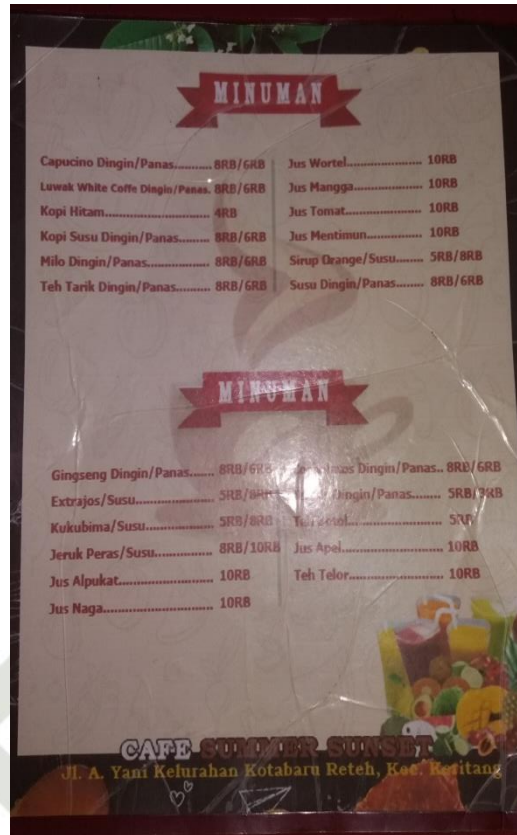 MINUMAN
Capucino Dingin/Panas........... 8RB/6RB
Luwak White Coffe Dingin/Panas. 8RB/6RB
Kopi Hitam............................ 4RB
Kopi Susu Dingin/Panas......... 8RB/6RB
Milo Dingin/Panas................. 8RB/6RB
Teh Tarik Dingin/Panas.......... 8RB/6RB
Jus Wortel..................... 10RB
Jus Mangga................... 10RB
Jus Tomat..................... 10RB
Jus Mentimun............... 10RB
Sirup Orange/Susu........ 5RB/8RB
Susu Dingin/Panas........ 8RB/6RB
MINUMAN
Gingseng Dingin/Panas....... 8RB/6RB
Extrajos/Susu...................... 5RB/8RB
Kukubima/Susu................... 5RB/8RB
Jeruk Peras/Susu............... 8RB/10RB
Jus Alpukat.......................... 10RB
Jus Naga.............................. 10RB
Dingin/Panas.. 8RB/6RB
Dingin/Panas........ 5RB
5RB
Jus Apel............................ 10RB
Teh Telor.......................... 10RB
CAFE SUMMER SUNSET
Jl. A. Yani Kelurahan Kotabaru Reteh, Kec. Keritang